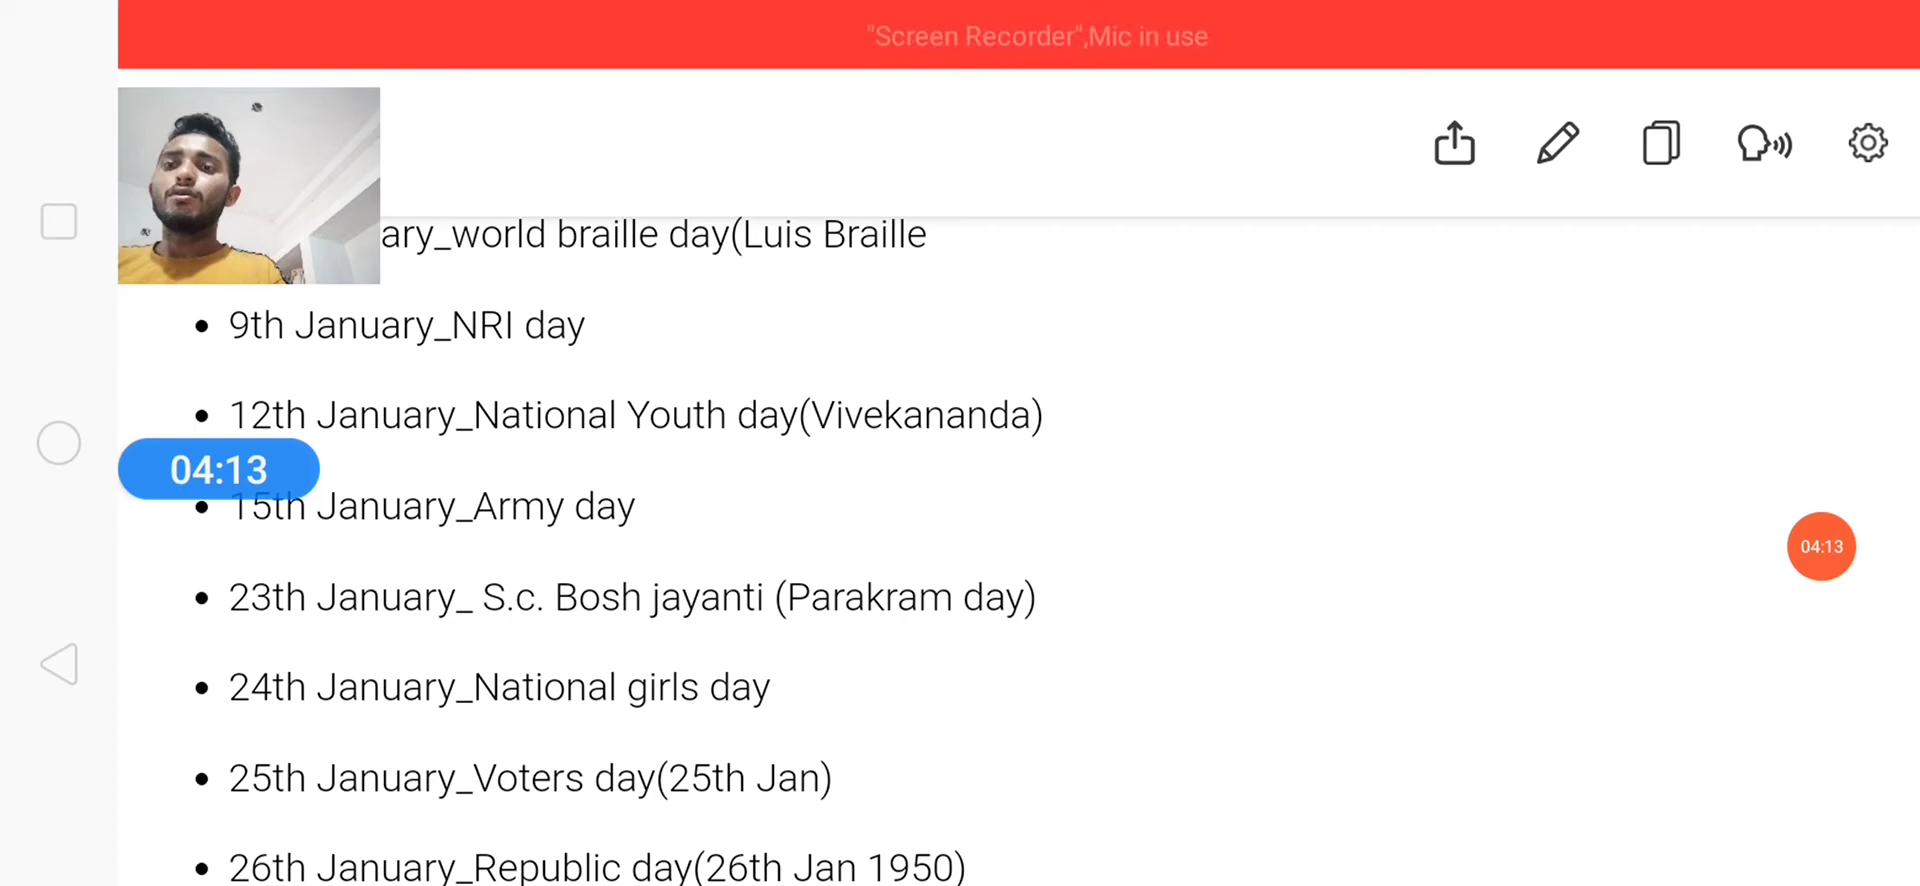 "Screen Recorder",Mic in use
ary_world braille day(Luis Braille
• 9th January_NRI day
• 12th January_National Youth day(Vivekananda)
04:13
• 15th January_Army day
04:13
• 23th January_ S.c. Bosh jayanti (Parakram day)
• 24th January_National girls day
• 25th January_Voters day(25th Jan)
• 26th January_Republic day(26th Jan 1950)